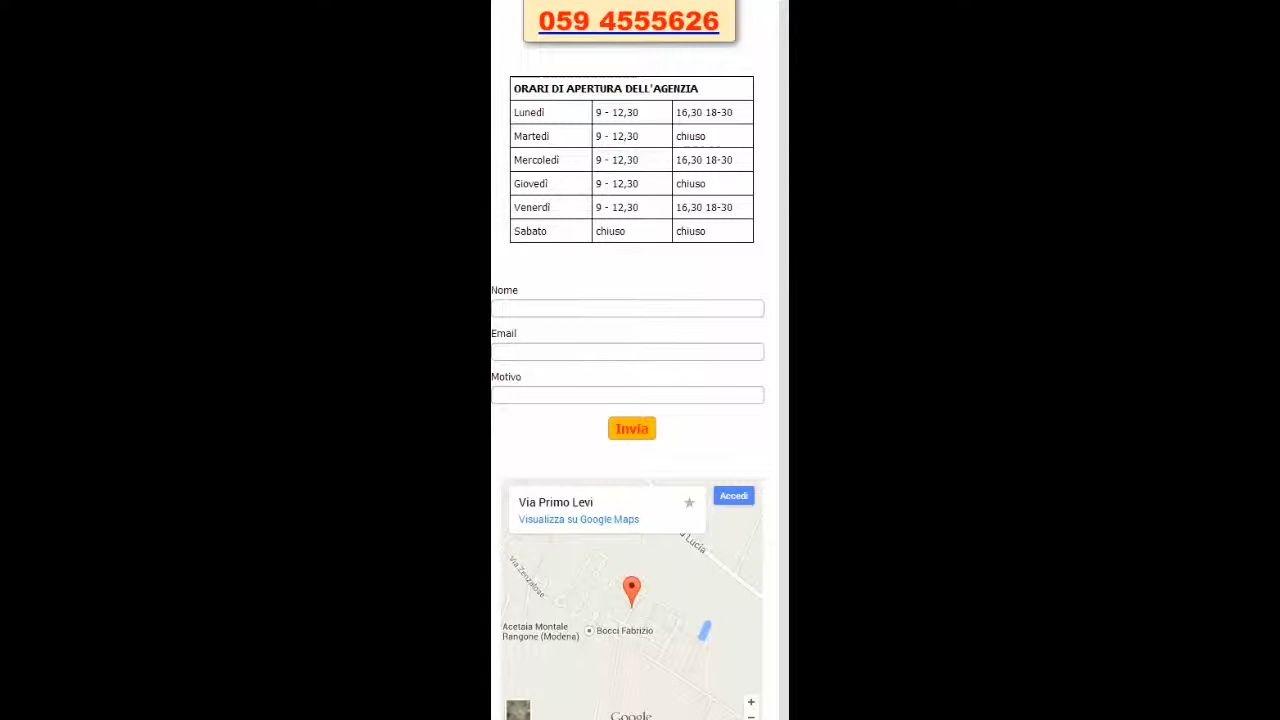 059 4555626
ORARI DI APERTURA DELL'AGENZIA
Lunedì 9 - 12,30 16,30 18-30
Martedì 9 - 12,30 chiuso
Mercoledì 9 - 12,30 16,30 18-30
Giovedì 9 - 12,30 chiuso
Venerdì 9 - 12,30 16,30 18-30
Sabato chiuso chiuso
Nome
Email
Motivo
Invia
Via Primo Levi
Accedi
Visualizza su Google Maps
Lucia
Via Zenzalose
Acetaia Montale
Rangone (Modena)
Bocci Fabrizio
+
Google
−